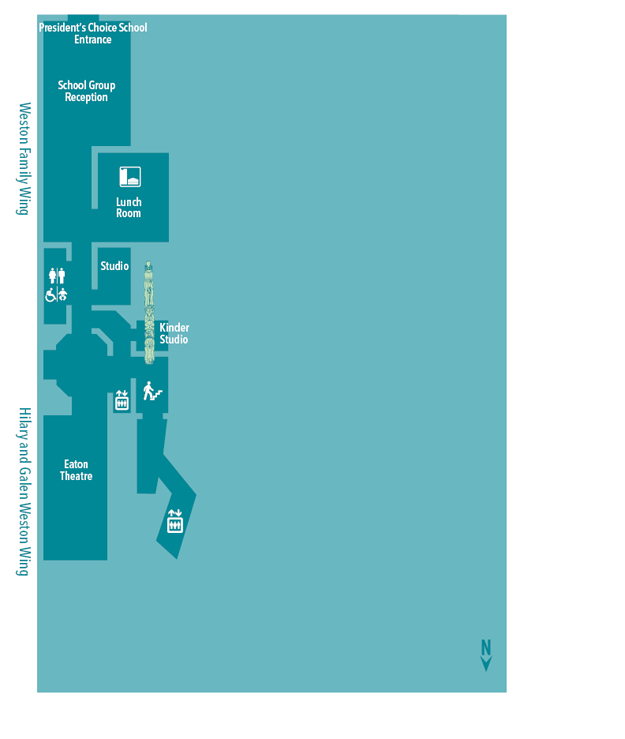 President's Choice School
Entrance
School Group
Reception
Weston Family Wing
Lunch
Room
Studio
Kinder
Studio
Hilary and Galen Weston Wing
Eaton
Theatre
N